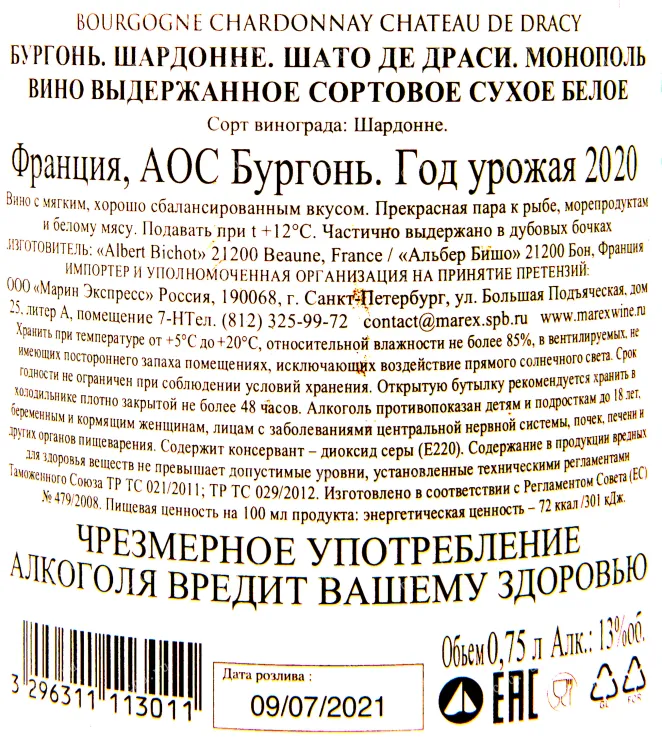 BOURGOGNE CHARDONNAY CHATEAU DE DRACY
БУРГОНЬ. ШАРДОННЕ. ШАТО ДЕ ДРАСИ. МОНОПОЛЬ
ВИНО ВЫДЕРЖАННОЕ СОРТОВОЕ СУХОЕ БЕЛОЕ
Сорт винограда: Шардонне.
Франция, АОС Бургонь. Год урожая 2020
Вино с мягким, хорошо сбалансированным вкусом. Прекрасная пара к рыбе, морепродуктам
и белому мясу. Подавать при t +12°C. Частично выдержано в дубовых бочках
ИЗГОТОВИТЕЛЬ: «Albert Bichot» 21200 Beaune, France / «Альбер Бишо» 21200 Бон, Франция
ИМПОРТЕР И УПОЛНОМОЧЕННАЯ ОРГАНИЗАЦИЯ НА ПРИНЯТИЕ ПРЕТЕНЗИЙ:
ООО «Марин Экспресс» Россия, 190068, г. Санкт-Петербург, ул. Большая Подъяческая, дом
25, литер А, помещение 7-НТел. (812) 325-99-72 contact@marex.spb.ru www.marexwine.ru
Хранить при температуре от +5°C до +20°C, относительной влажности не более 85%, в вентилируемых, не
имеющих постороннего запаха помещениях, исключающих воздействие прямого солнечного света. Срок
годности не ограничен при соблюдении условий хранения. Открытую бутылку рекомендуется хранить в
холодильнике плотно закрытой не более 48 часов. Алкоголь противопоказан детям и подросткам до 18 лет,
беременным и кормящим женщинам, лицам с заболеваниями центральной нервной системы, почек, печени и
других органов пищеварения. Содержит консервант – диоксид серы (E220). Содержание в продукции вредных
для здоровья веществ не превышает допустимые уровни, установленные техническими регламентами
Таможенного Союза ТР ТС 021/2011; ТР ТС 029/2012. Изготовлено в соответствии с Регламентом Совета (ЕС)
№ 479/2008. Пищевая ценность на 100 мл продукта: энергетическая ценность – 72 ккал /301 кДж.
ЧРЕЗМЕРНОЕ УПОТРЕБЛЕНИЕ
АЛКОГОЛЯ ВРЕДИТ ВАШЕМУ ЗДОРОВЬЮ
Обьем 0,75 л Алк.: 13%об.
3 296311 113011
Дата розлива :
09/07/2021
EAC
GL
FOR